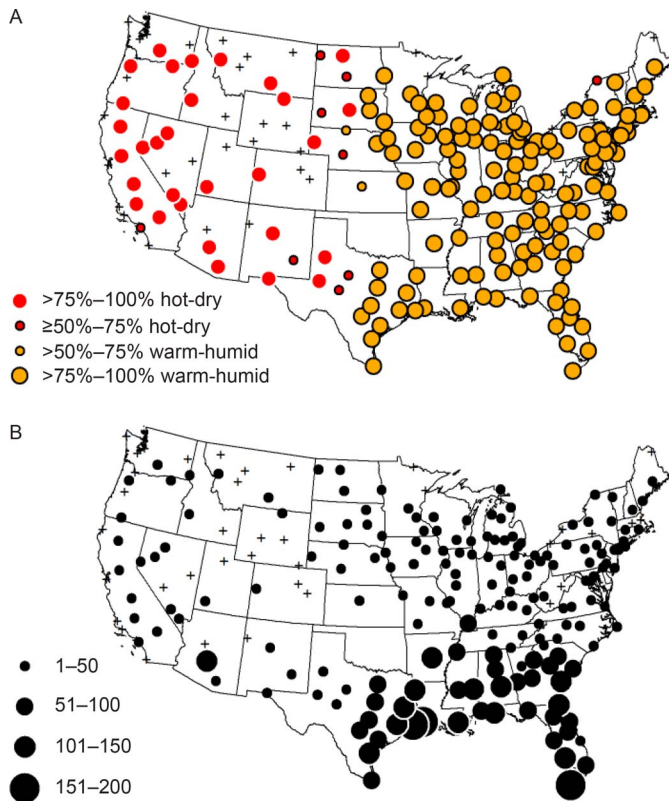 A
>75%–100% hot-dry
≥50%–75% hot-dry
>50%–75% warm-humid
>75%–100% warm-humid
B
1–50
51–100
101–150
151–200